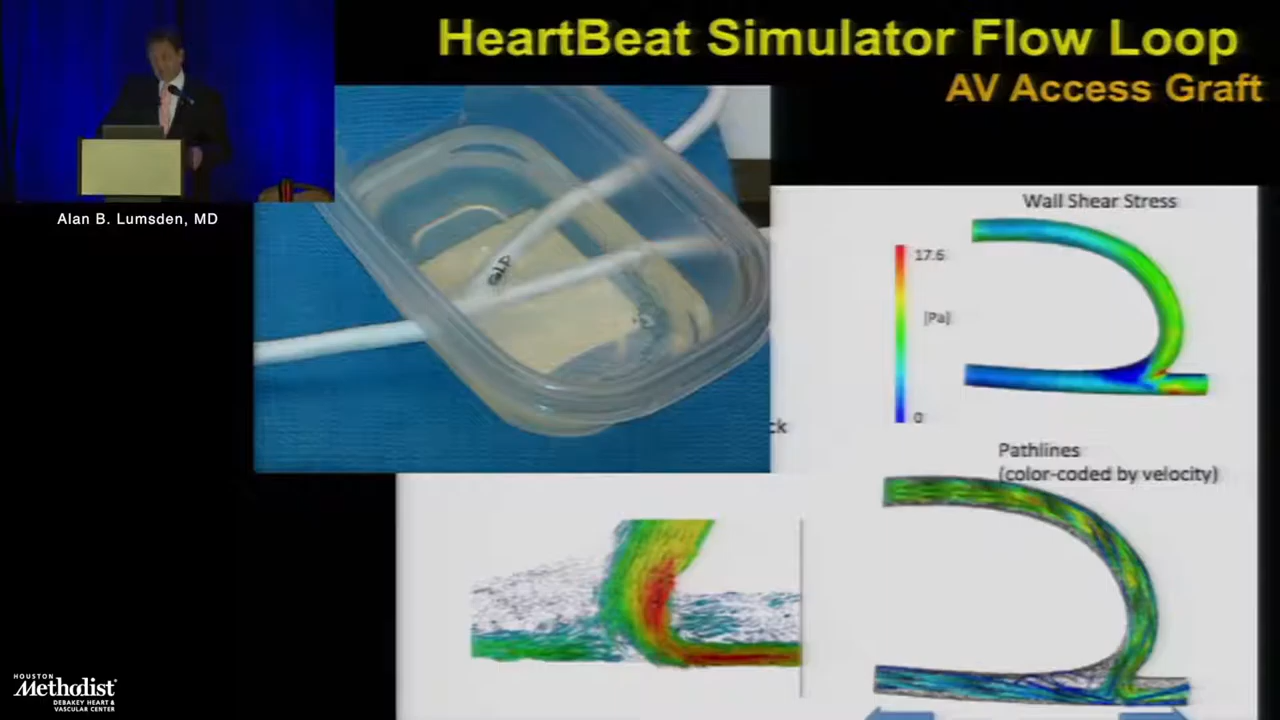 HeartBeat Simulator Flow Loop
AV Access Graft
Alan B. Lumsden, MD
Wall Shear Stress
17.6
[Pa]
0
ck
Pathlines
(color-coded by velocity)
HOUSTON
Methodist
DEBAKEY HEART &
VASCULAR CENTER